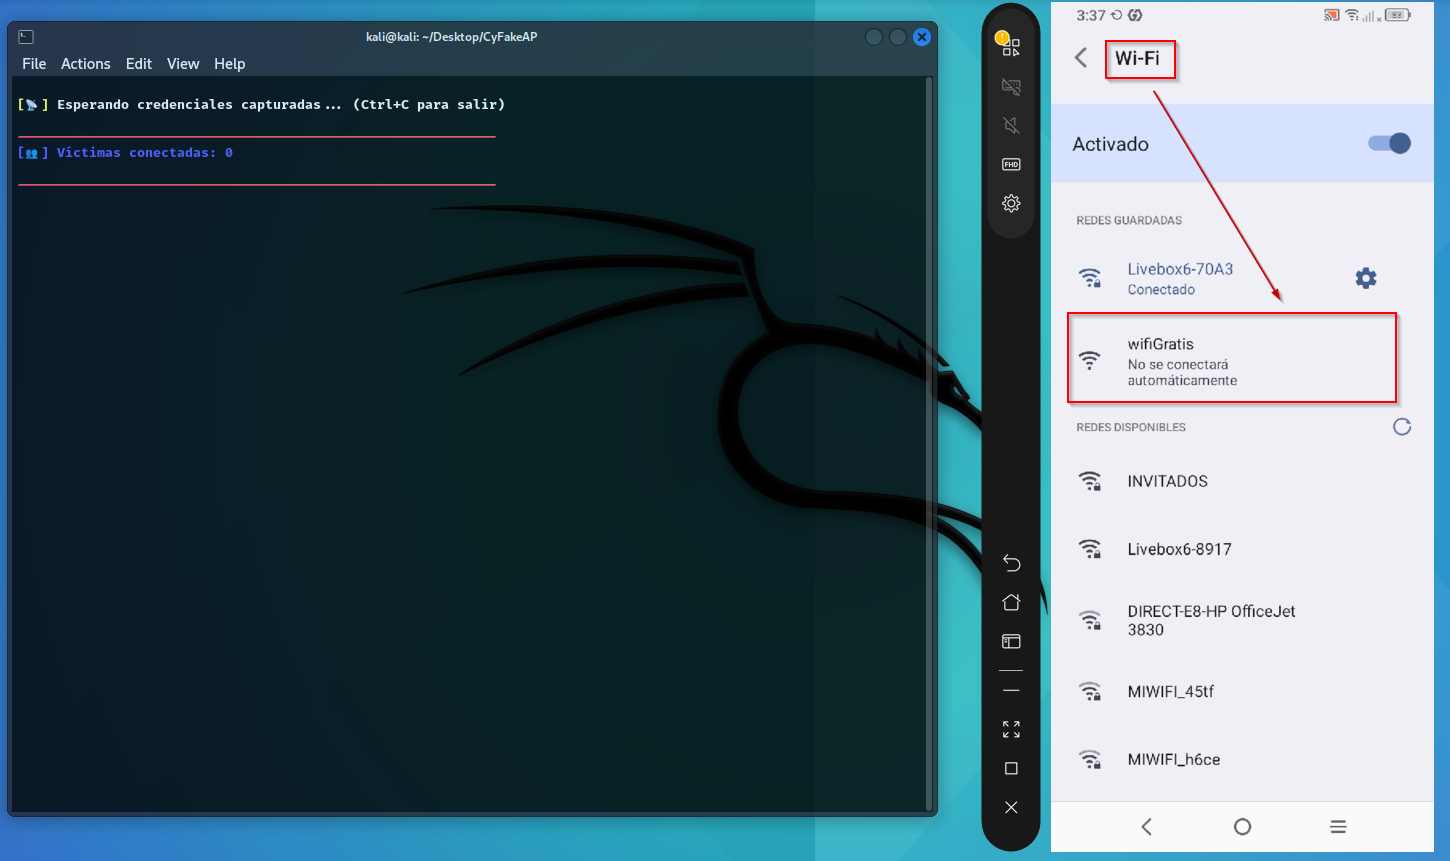 kali@kali: ~/Desktop/CyFakeAP
File Actions Edit View Help
[📡] Esperando credenciales capturadas... (Ctrl+C para salir)
[👥] Víctimas conectadas: 0
FHD
3:37
83
Wi-Fi
Activado
REDES GUARDADAS
Livebox6-70A3
Conectado
wifiGratis
No se conectará
automáticamente
REDES DISPONIBLES
INVITADOS
Livebox6-8917
DIRECT-E8-HP OfficeJet
3830
MIWIFI_45tf
MIWIFI_h6ce